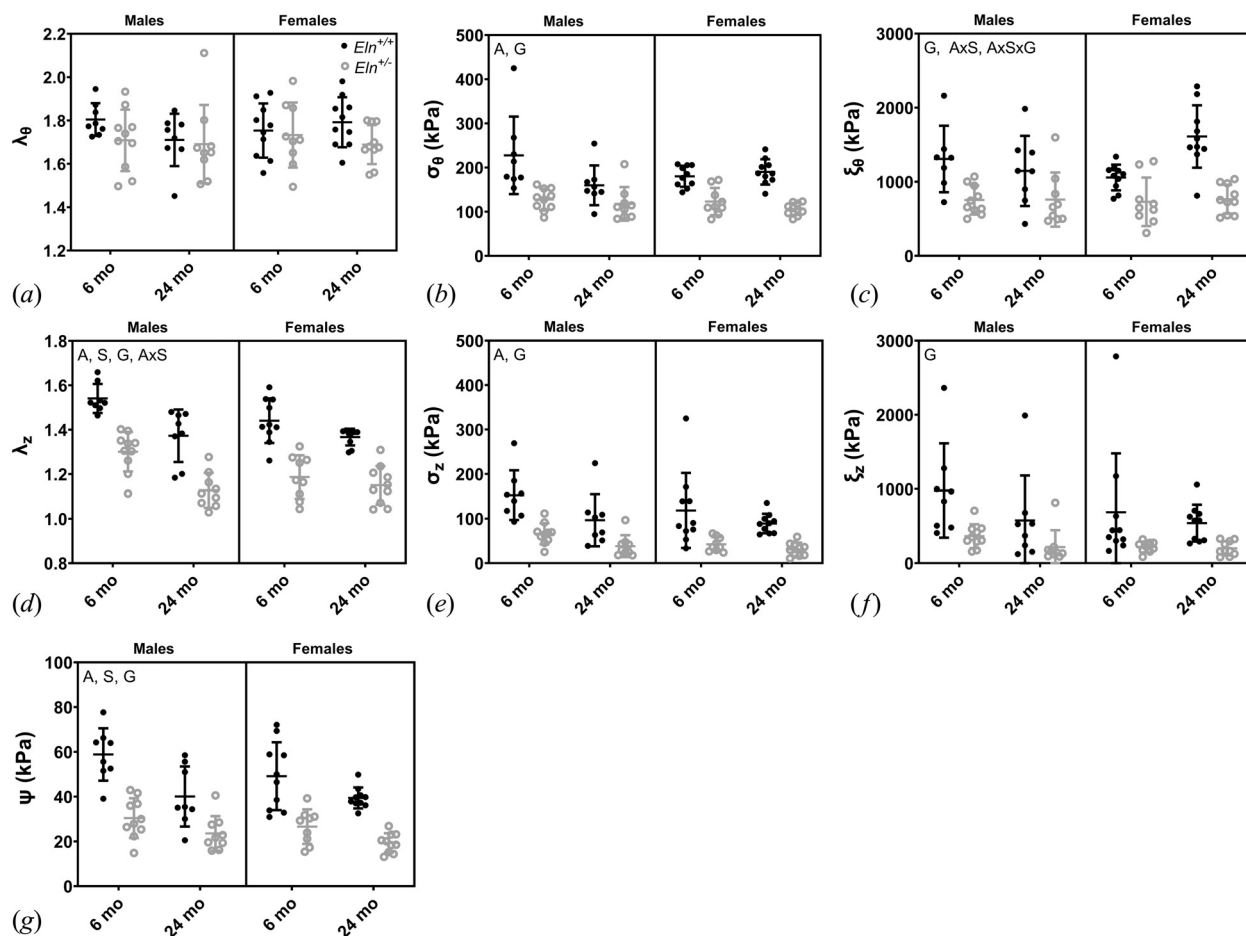 Males Females
2.2
2.0
1.8
1.6
1.4
1.2
λθ
Eln+/+
Eln+/-
6 mo 24 mo 6 mo 24 mo
(a)
Males Females
500
400
300
200
100
0
σθ (kPa)
A, G
6 mo 24 mo 6 mo 24 mo
(b)
Males Females
3000
2000
1000
0
ξθ (kPa)
G, AxS, AxSxG
6 mo 24 mo 6 mo 24 mo
(c)
Males Females
1.8
1.6
1.4
1.2
1.0
0.8
λz
A, S, G, AxS
6 mo 24 mo 6 mo 24 mo
(d)
Males Females
500
400
300
200
100
0
σz (kPa)
A, G
6 mo 24 mo 6 mo 24 mo
(e)
Males Females
3000
2000
1000
0
ξz (kPa)
G
6 mo 24 mo 6 mo 24 mo
(f)
Males Females
100
80
60
40
20
0
Ψ (kPa)
A, S, G
6 mo 24 mo 6 mo 24 mo
(g)